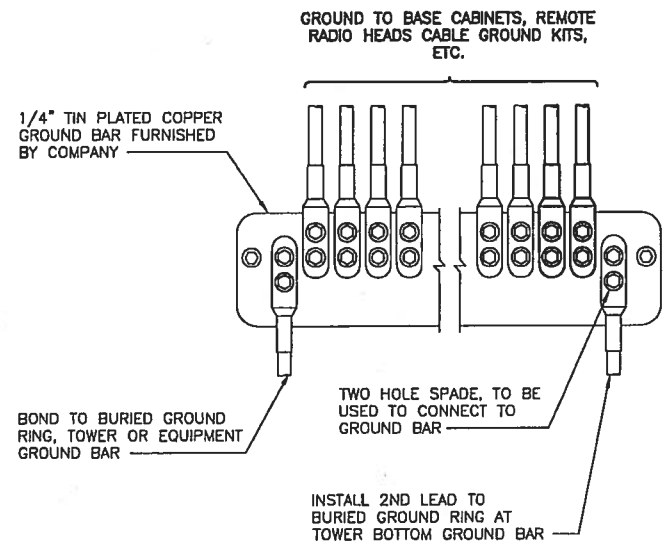 GROUND TO BASE CABINETS, REMOTE
RADIO HEADS CABLE GROUND KITS,
ETC.
1/4" TIN PLATED COPPER
GROUND BAR FURNISHED
BY COMPANY
TWO HOLE SPADE, TO BE
USED TO CONNECT TO
GROUND BAR
BOND TO BURIED GROUND
RING, TOWER OR EQUIPMENT
GROUND BAR
INSTALL 2ND LEAD TO
BURIED GROUND RING AT
TOWER BOTTOM GROUND BAR